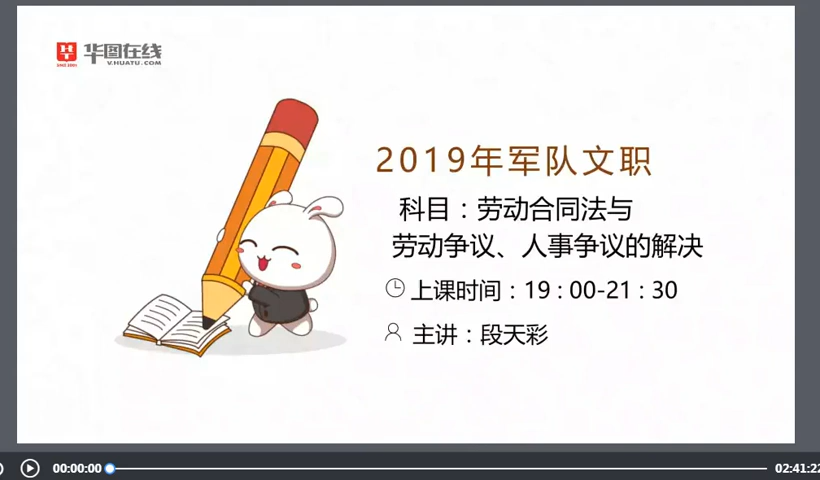 华图在线
V.HUATU.COM
2019年军队文职
科目：劳动合同法与
劳动争议、人事争议的解决
上课时间：19：00-21：30
主讲：段天彩
00:00:00
02:41:22